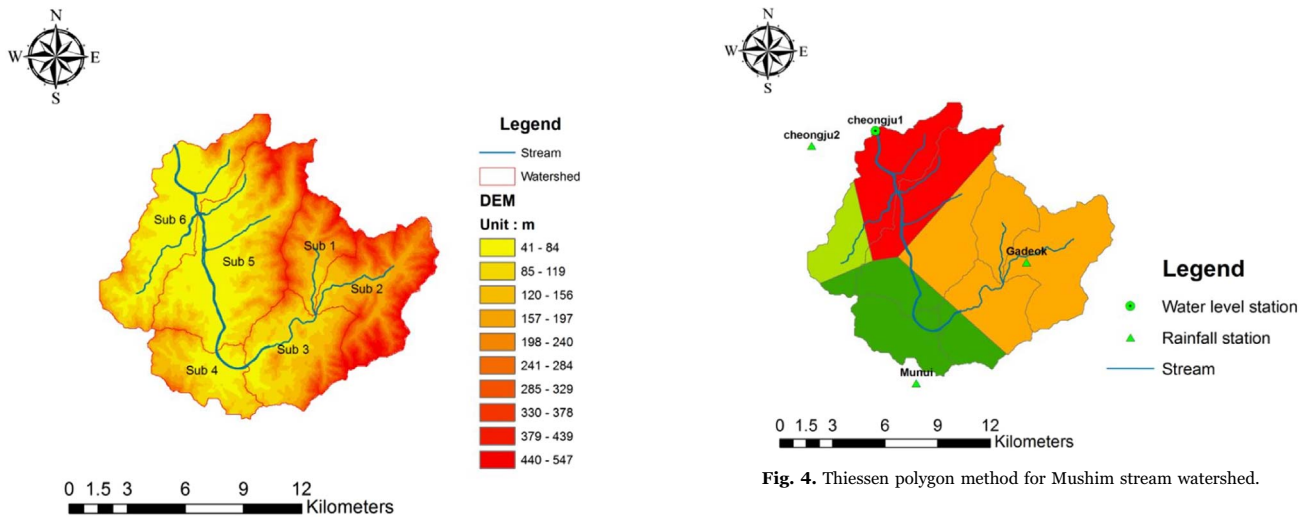 N
W E
S
Legend
Stream
Watershed
DEM
Unit : m
41 - 84
85 - 119
120 - 156
157 - 197
198 - 240
241 - 284
285 - 329
330 - 378
379 - 439
440 - 547
Sub 6
Sub 1
Sub 5
Sub 2
Sub 3
Sub 4
0 1.5 3 6 9 12
Kilometers
N
W E
S
cheongju1
cheongju2
Gadeok
Mundi
Legend
Water level station
Rainfall station
Stream
0 1.5 3 6 9 12
Kilometers
Fig. 4. Thiessen polygon method for Mushim stream watershed.